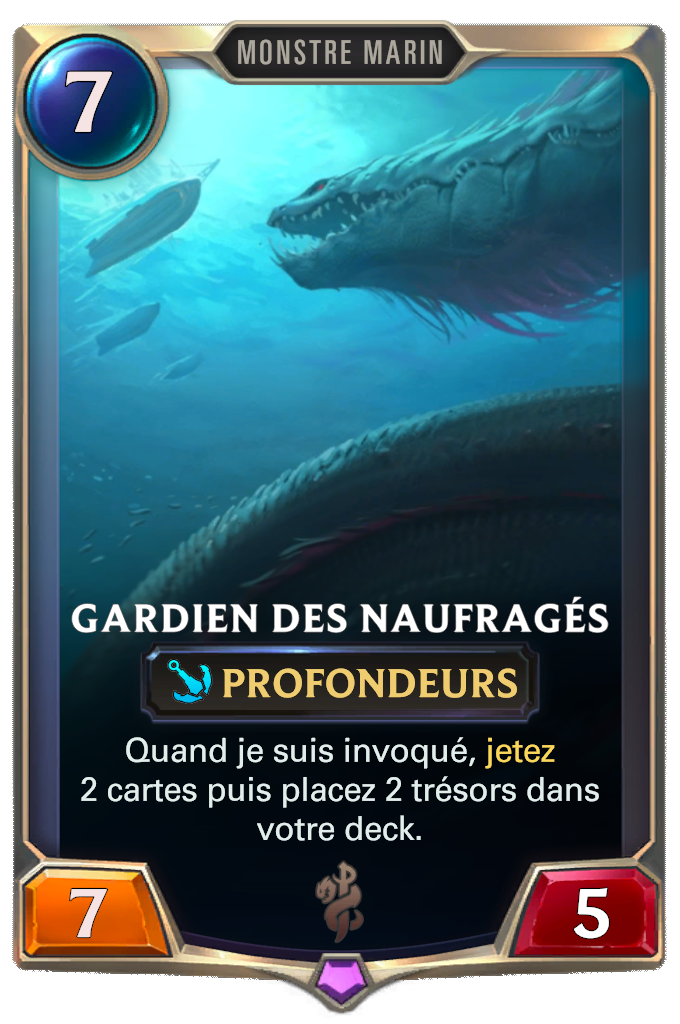 MONSTRE MARIN
7
GARDIEN DES NAUFRAGÉS
PROFONDEURS
Quand je suis invoqué, jetez
2 cartes puis placez 2 trésors dans
votre deck.
7
5